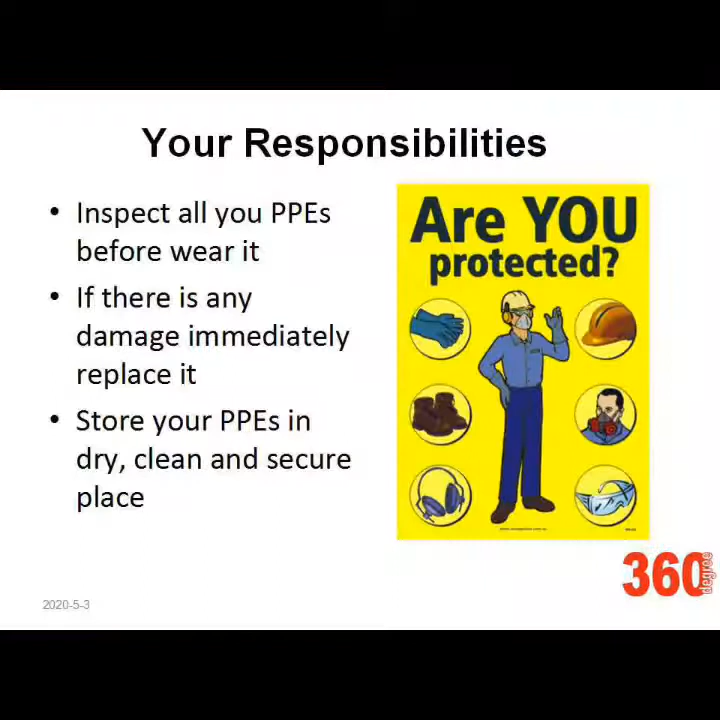 Your Responsibilities
• Inspect all you PPEs
before wear it
• If there is any
damage immediately
replace it
• Store your PPEs in
dry, clean and secure
place
Are YOU
protected?
360 degree
2020-5-3